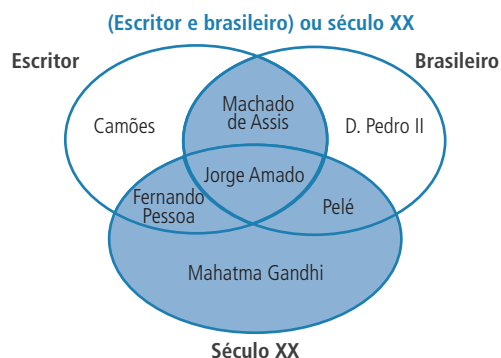 (Escritor e brasileiro) ou século XX
Escritor
Brasileiro
Machado
de Assis
Camões
D. Pedro II
Jorge Amado
Fernando
Pessoa
Pelé
Mahatma Gandhi
Século XX